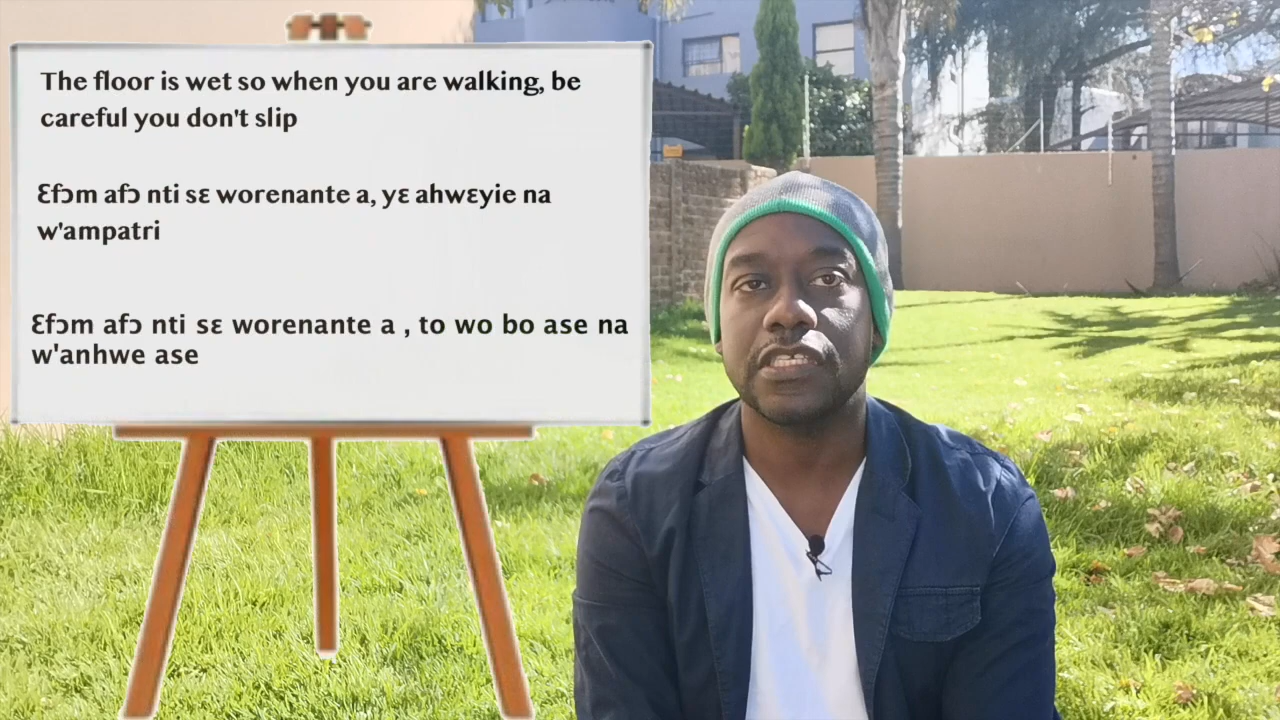 The floor is wet so when you are walking, be
careful you don't slip
Ɛfɔm afɔ nti sɛ worenante a, yɛ ahwɛyie na
w'ampatri
Ɛfɔm afɔ nti sɛ worenante a , to wo bo ase na
w'anhwe ase